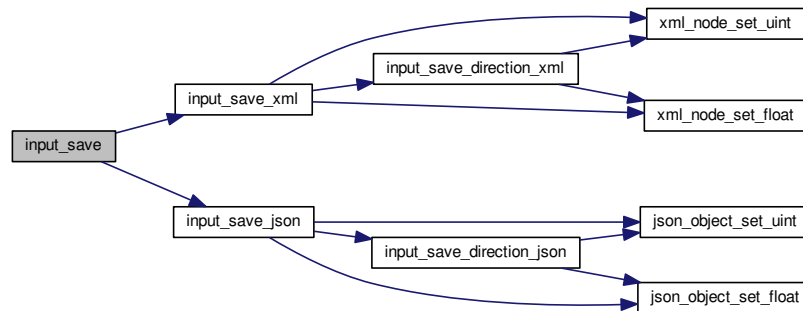 xml_node_set_uint
input_save_direction_xml
input_save_xml
xml_node_set_float
input_save
input_save_json
json_object_set_uint
input_save_direction_json
json_object_set_float